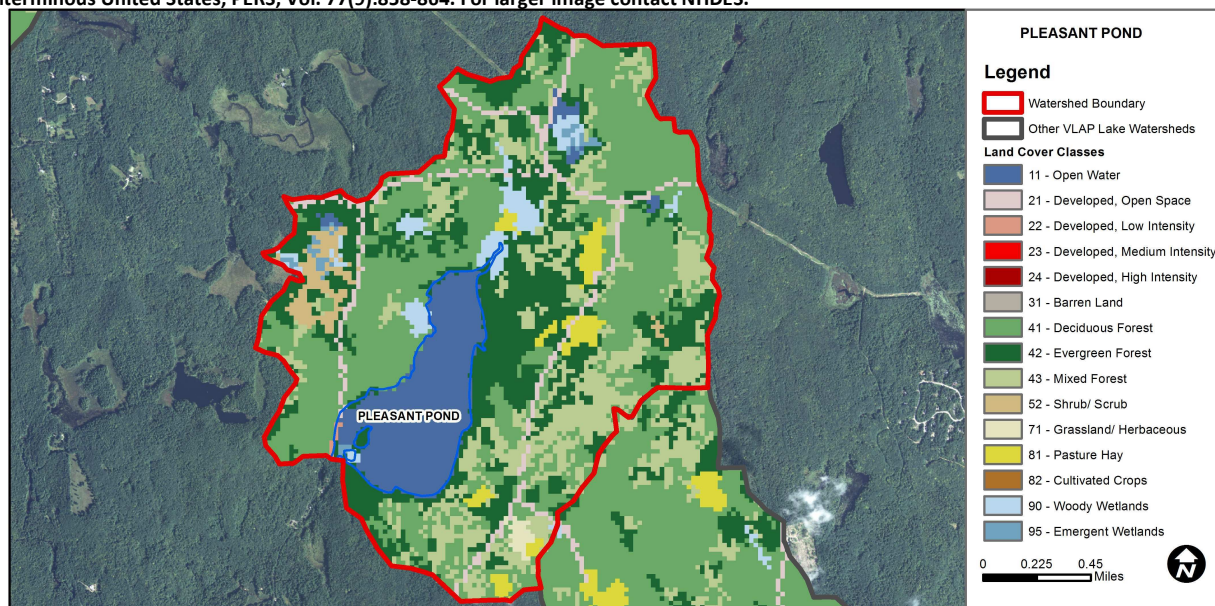 PLEASANT POND
PLEASANT POND
Legend
Watershed Boundary
Other VLAP Lake Watersheds
Land Cover Classes
11 - Open Water
21 - Developed, Open Space
22 - Developed, Low Intensity
23 - Developed, Medium Intensity
24 - Developed, High Intensity
31 - Barren Land
41 - Deciduous Forest
42 - Evergreen Forest
43 - Mixed Forest
52 - Shrub/ Scrub
71 - Grassland/ Herbaceous
81 - Pasture Hay
82 - Cultivated Crops
90 - Woody Wetlands
95 - Emergent Wetlands
0 0.225 0.45
Miles
N